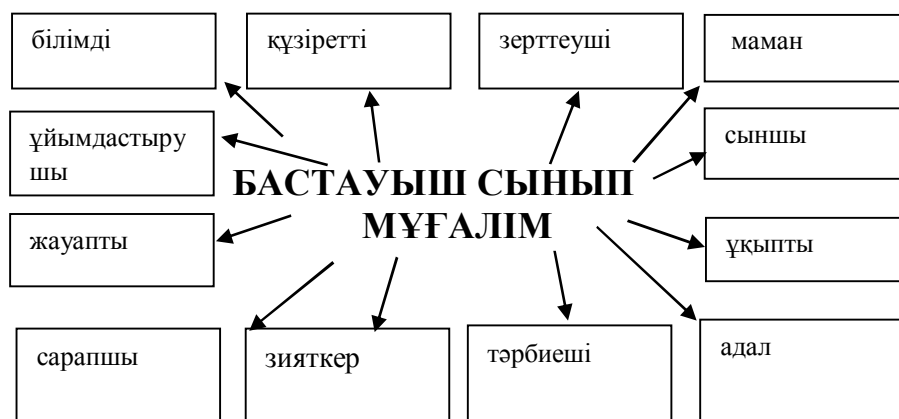 білімді
құзіретті
зерттеуші
маман
ұйымдастыру
шы
сыншы
БАСТАУЫШ СЫНЫП
МҰҒАЛІМ
жауапты
ұқыпты
сарапшы
зияткер
тәрбиеші
адал